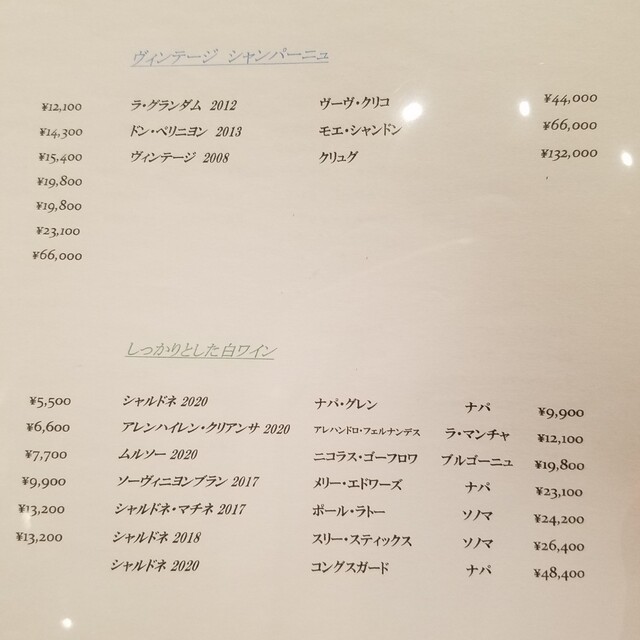 ヴィンテージ シャンパーニュ
¥12,100 ラ・グランダム 2012 ヴーヴ・クリコ ¥44,000
¥14,300 ドン・ペリニヨン 2013 モエ・シャンドン ¥66,000
¥15,400 ヴィンテージ 2008 クリュグ ¥132,000
¥19,800
¥19,800
¥23,100
¥66,000
しっかりとした白ワイン
¥5,500 シャルドネ 2020 ナパ・グレン ナパ ¥9,900
¥6,600 アレンハイレン・クリアンサ 2020 アレハンドロ・フェルナンデス ラ・マンチャ ¥12,100
¥7,700 ムルソー 2020 ニコラス・ゴーフロワ ブルゴーニュ ¥19,800
¥9,900 ソーヴィニヨンブラン 2017 メリー・エドワーズ ナパ ¥23,100
¥13,200 シャルドネ・マチネ 2017 ポール・ラトー ソノマ ¥24,200
¥13,200 シャルドネ 2018 スリー・スティックス ソノマ ¥26,400
シャルドネ 2020 コングスガード ナパ ¥48,400